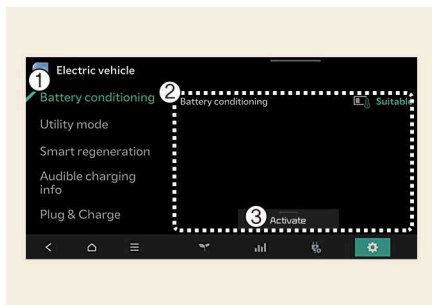 Electric vehicle
1
Battery conditioning
2
Battery conditioning
Suitable
Utility mode
Smart regeneration
Audible charging
info
Plug & Charge
3
Activate